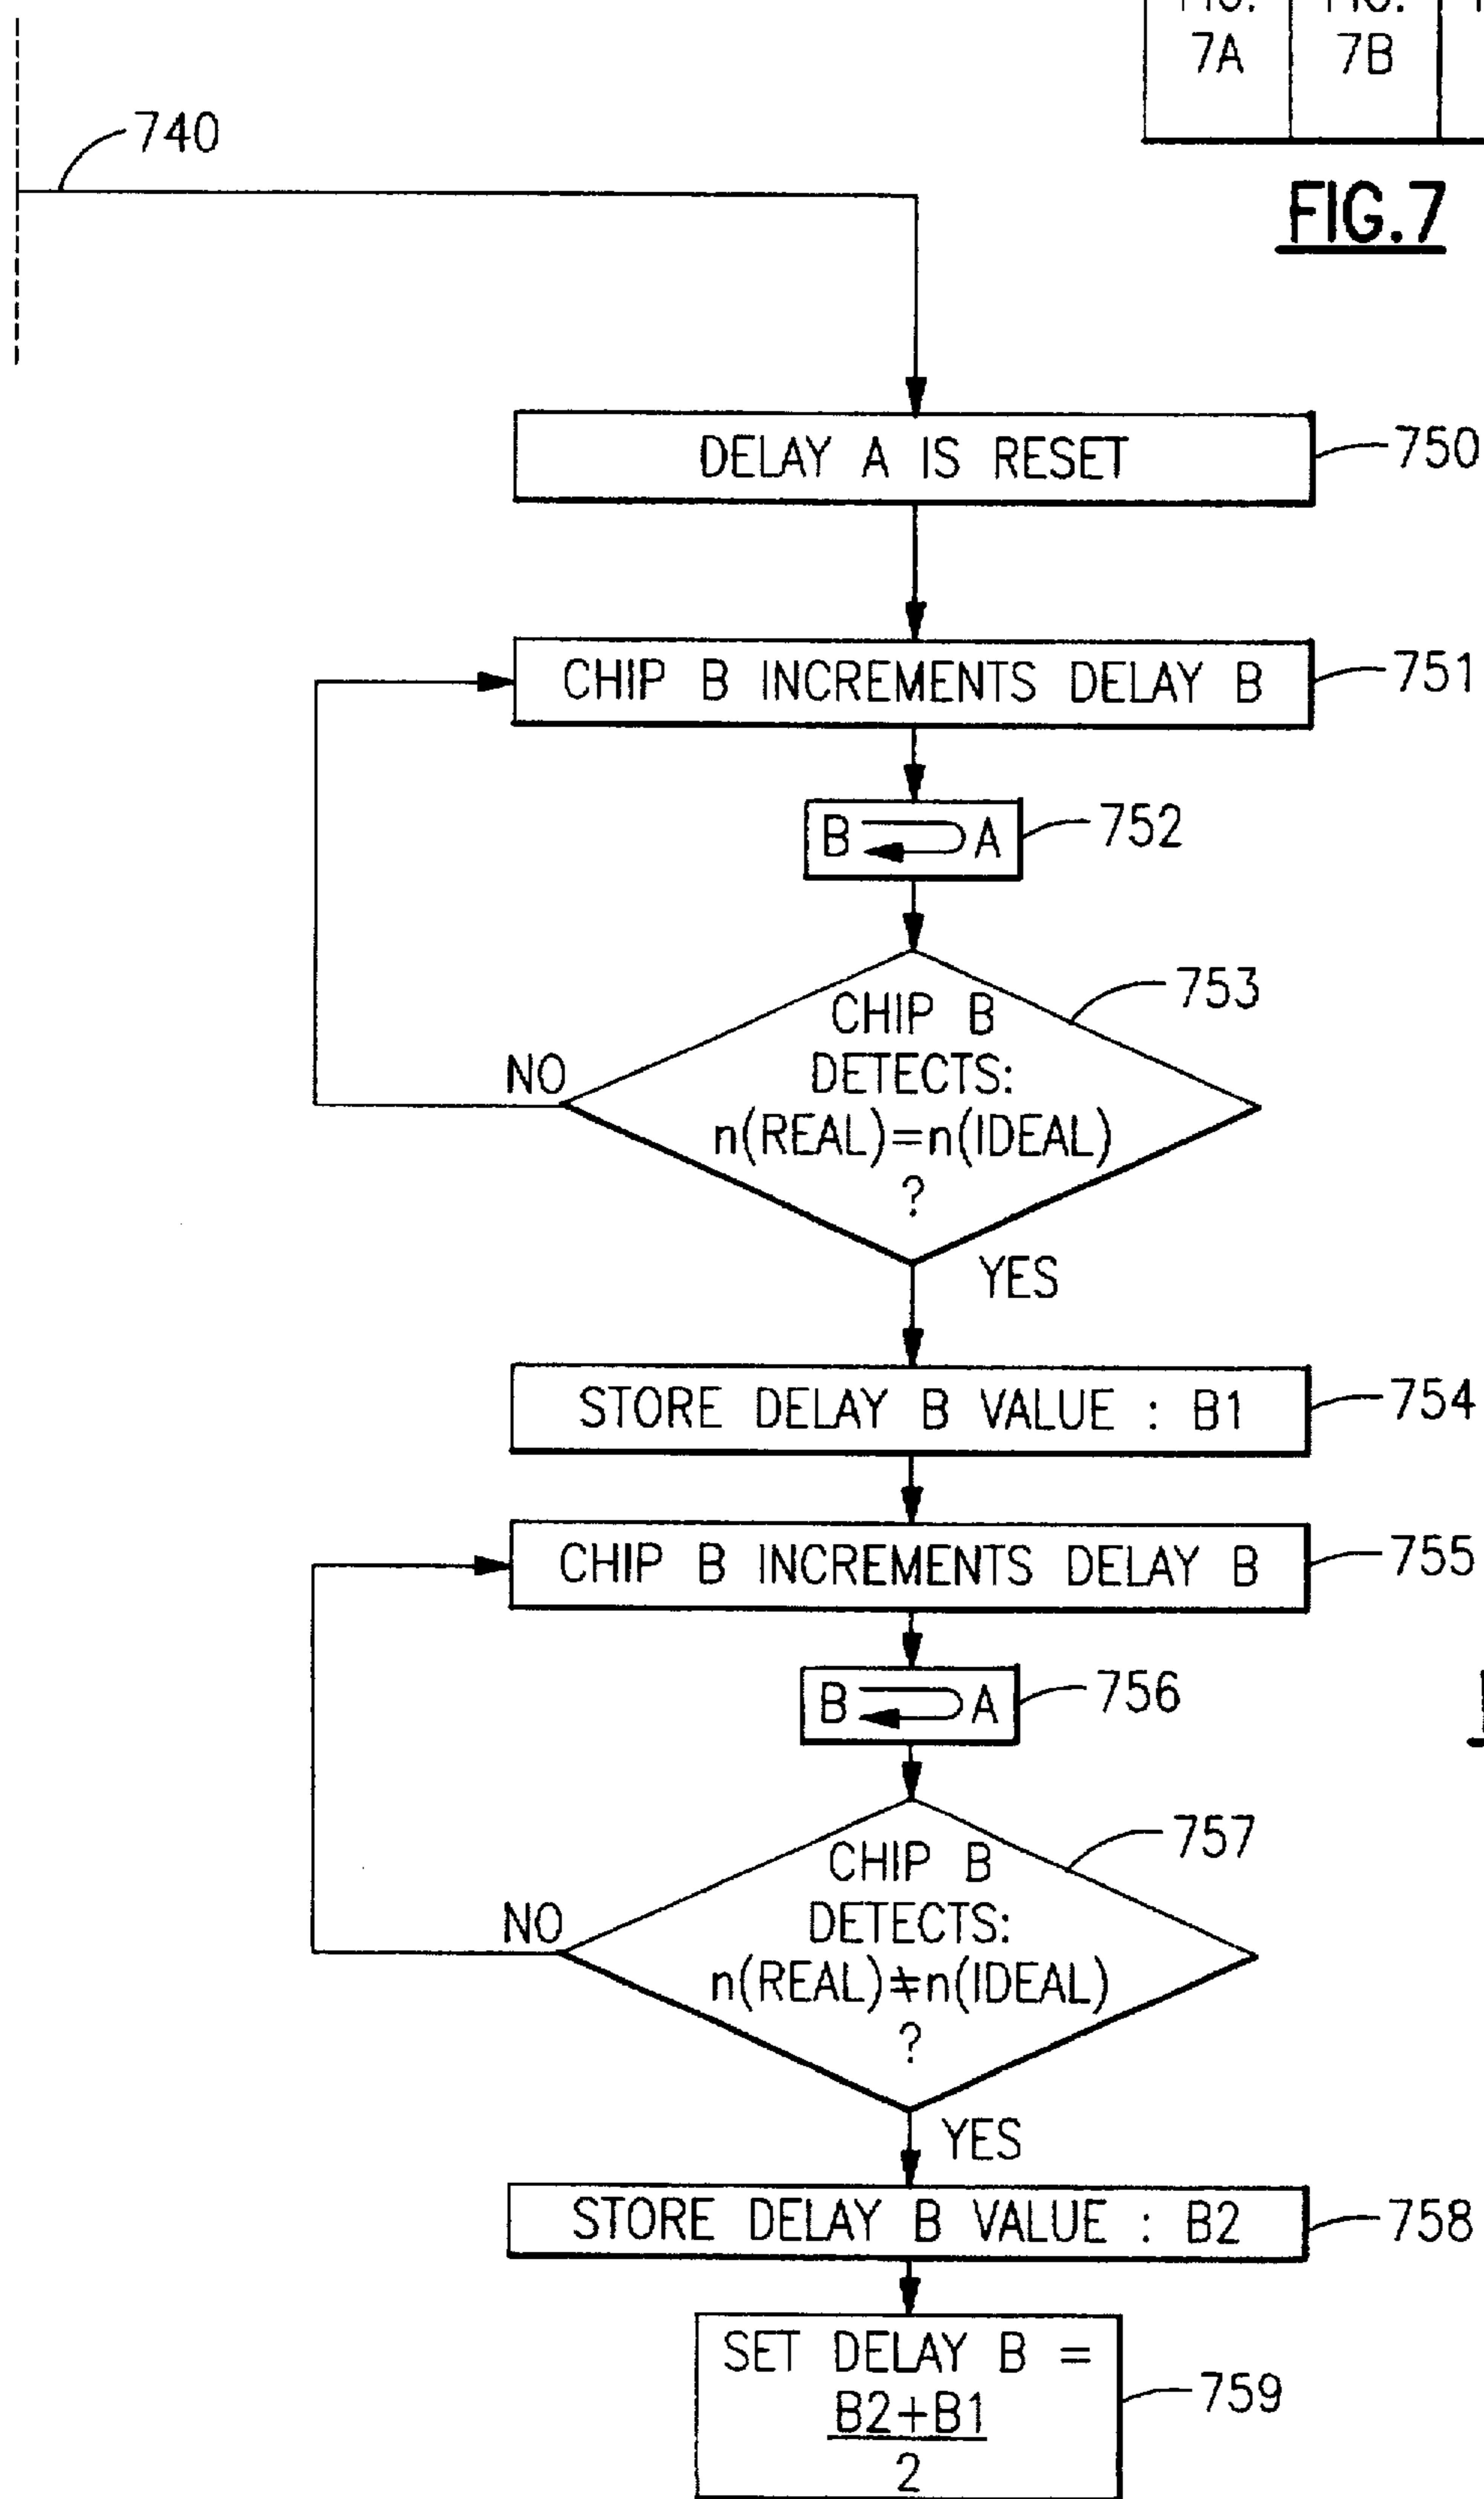 7A 7B
740
FIG.7
DELAY A IS RESET 750
CHIP B INCREMENTS DELAY B 751
B A 752
CHIP B 753
DETECTS:
NO
n(REAL)=n(IDEAL)
?
YES
STORE DELAY B VALUE : B1 754
CHIP B INCREMENTS DELAY B 755
B A 756
CHIP B 757
DETECTS:
NO
n(REAL)≠n(IDEAL)
?
YES
STORE DELAY B VALUE : B2 758
SET DELAY B =
B2+B1 759
2